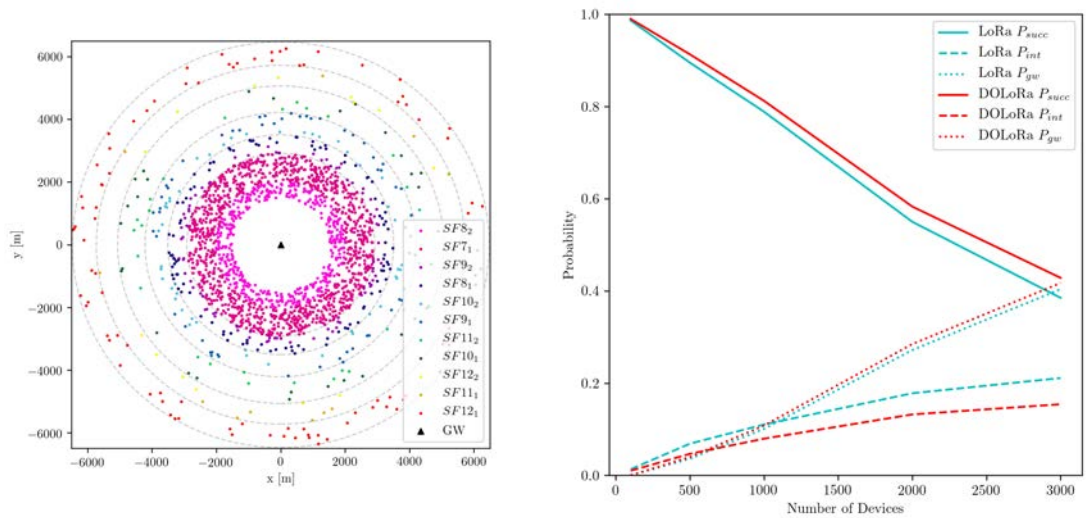 6000
4000
2000
0
−2000
−4000
−6000
y [m]
−6000
−4000
−2000
0
2000
4000
6000
x [m]
SF8₂
SF7₁
SF9₂
SF8₁
SF10₂
SF9₁
SF11₂
SF10₁
SF12₂
SF11₁
SF12₁
GW
1.0
0.8
0.6
0.4
0.2
0.0
Probability
0
500
1000
1500
2000
2500
3000
Number of Devices
LoRa P_succ
LoRa P_int
LoRa P_gw
DOLoRa P_succ
DOLoRa P_int
DOLoRa P_gw